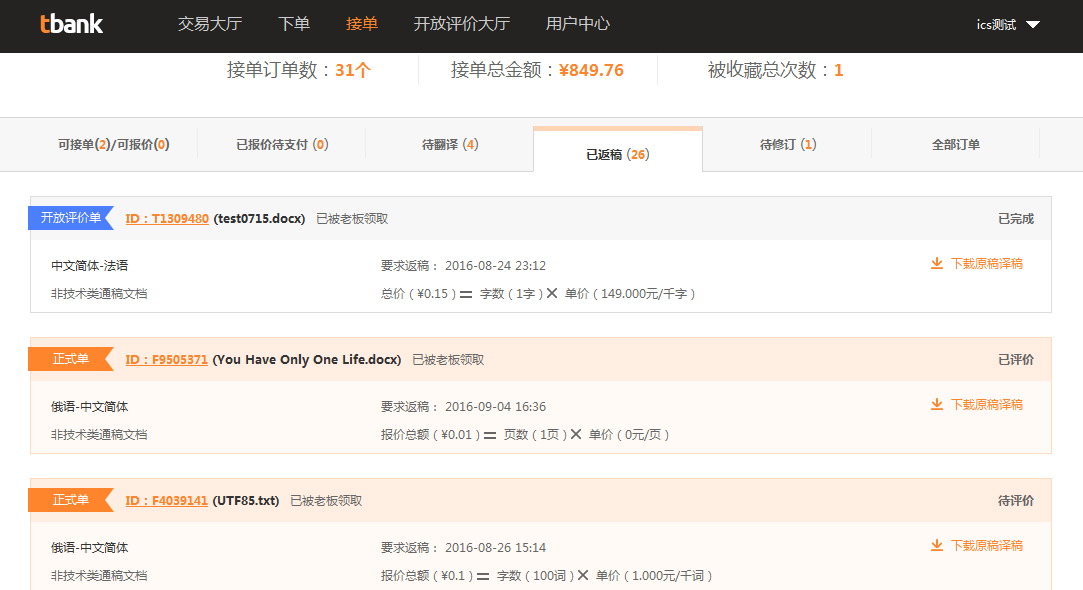 tbank 交易大厅 下单 接单 开放评价大厅 用户中心 ics测试
接单订单数：31个 接单总金额：¥849.76 被收藏总次数：1
可接单(2)/可报价(0) 已报价待支付 (0) 待翻译 (4) 已返稿 (26) 待修订 (1) 全部订单
开放评价单 ID：T1309480 (test0715.docx) 已被老板领取 已完成
中文简体-法语 要求返稿： 2016-08-24 23:12 下载原稿译稿
非技术类通稿文档 总价 ( ¥0.15 ) = 字数 ( 1字 ) × 单价 ( 149.000元/千字 )
正式单 ID：F9505371 (You Have Only One Life.docx) 已被老板领取 已评价
俄语-中文简体 要求返稿： 2016-09-04 16:36 下载原稿译稿
非技术类通稿文档 报价总额 ( ¥0.01 ) = 页数 ( 1页 ) × 单价 ( 0元/页 )
正式单 ID：F4039141 (UTF85.txt) 已被老板领取 待评价
俄语-中文简体 要求返稿： 2016-08-26 15:14 下载原稿译稿
非技术类通稿文档 报价总额 ( ¥0.1 ) = 字数 ( 100词 ) × 单价 ( 1.000元/千词 )